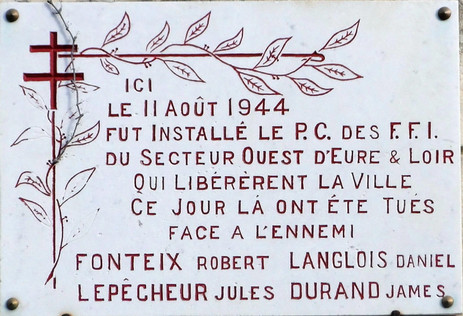 ICI
LE 11 AOÛT 1944
FUT INSTALLÉ LE P.C. DES F.F.I.
DU SECTEUR OUEST D'EURE & LOIR
QUI LIBÉRÈRENT LA VILLE
CE JOUR LÀ ONT ÉTE TUÉS
FACE A L'ENNEMI
FONTEIX ROBERT LANGLOIS DANIEL
LEPÊCHEUR JULES DURAND JAMES